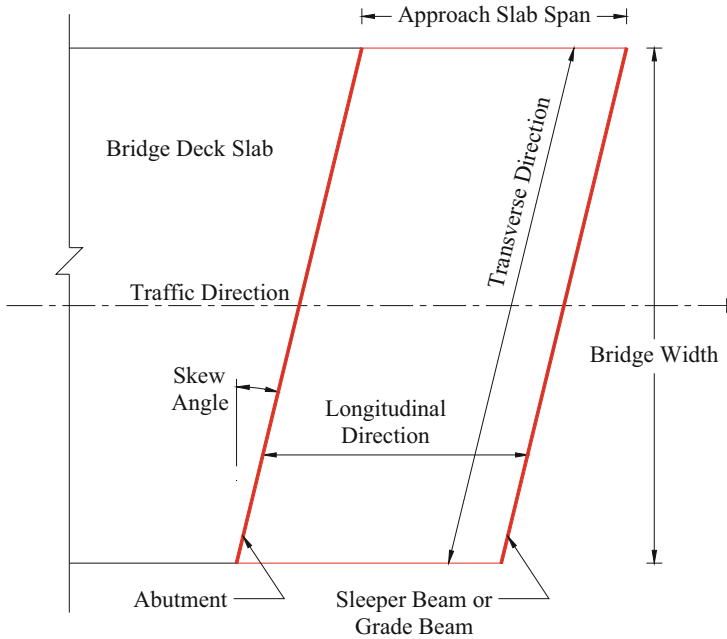 Approach Slab Span
Bridge Deck Slab
Transverse Direction
Traffic Direction
Bridge Width
Skew
Angle
Longitudinal
Direction
Abutment
Sleeper Beam or
Grade Beam